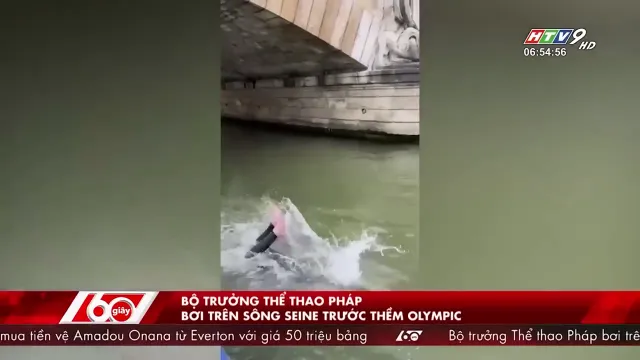 HTV9 HD
06:54:56
60 giây
BỘ TRƯỞNG THỂ THAO PHÁP
BƠI TRÊN SÔNG SEINE TRƯỚC THỀM OLYMPIC
mua tiền vệ Amadou Onana từ Everton với giá 50 triệu bảng 60 Bộ trưởng Thể thao Pháp bơi trê